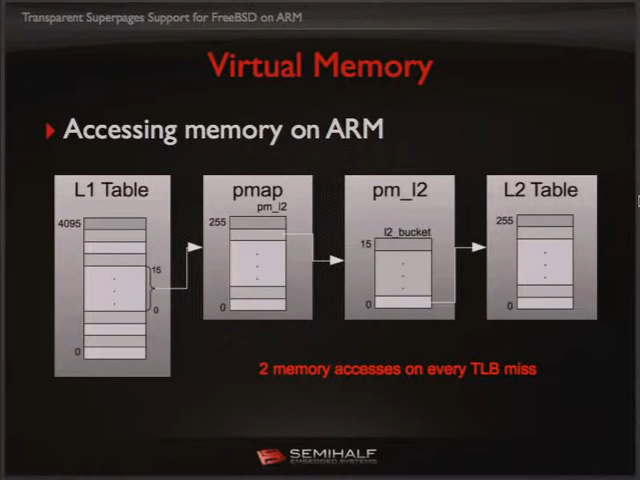 Transparent Superpages Support for FreeBSD on ARM
Virtual Memory
Accessing memory on ARM
L1 Table
4095
15
0
0
pmap
pm_l2
255
0
pm_l2
l2_bucket
15
0
L2 Table
255
0
2 memory accesses on every TLB miss
SEMIHALF
EMBEDDED SYSTEMS